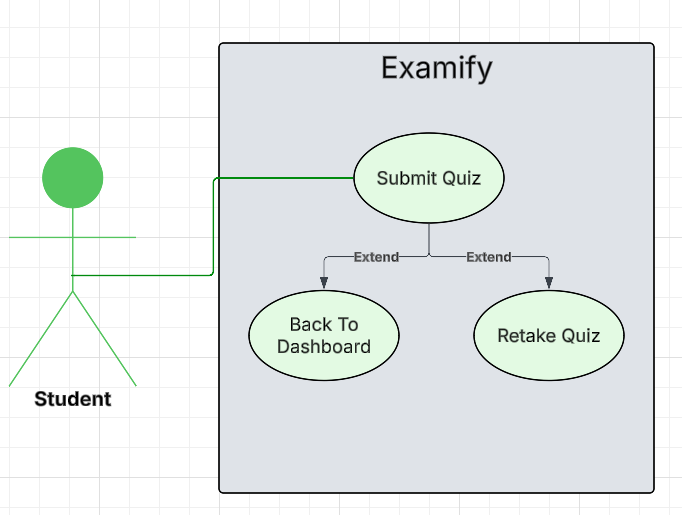 Examify
Submit Quiz
Extend
Extend
Back To
Dashboard
Retake Quiz
Student